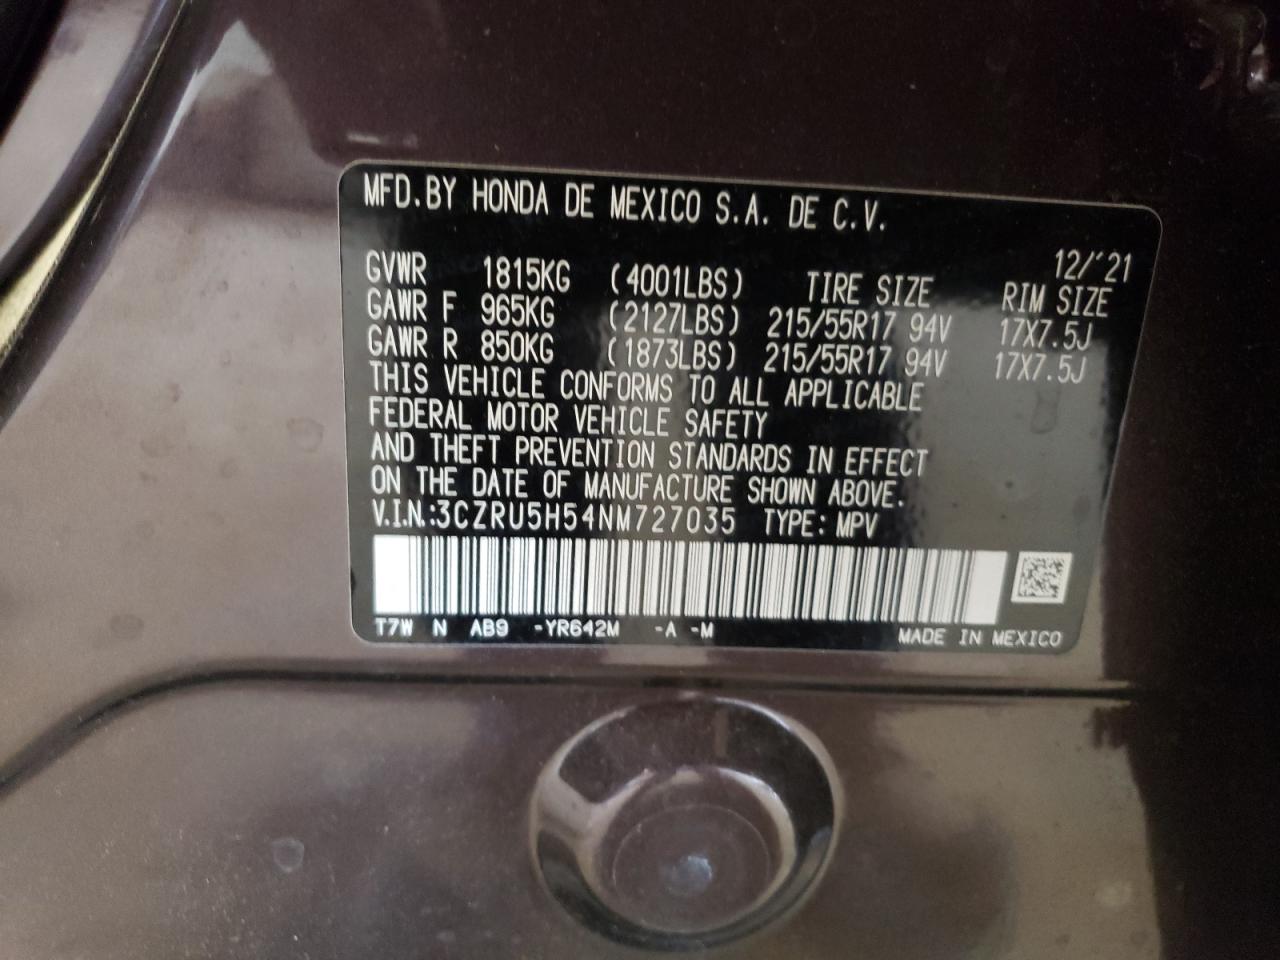 MFD.BY HONDA DE MEXICO S.A. DE C.V.
12/'21
GVWR 1815KG (4001LBS) TIRE SIZE RIM SIZE
GAWR F 965KG (2127LBS) 215/55R17 94V 17X7.5J
GAWR R 850KG (1873LBS) 215/55R17 94V 17X7.5J
THIS VEHICLE CONFORMS TO ALL APPLICABLE
FEDERAL MOTOR VEHICLE SAFETY
AND THEFT PREVENTION STANDARDS IN EFFECT
ON THE DATE OF MANUFACTURE SHOWN ABOVE.
V.I.N.:3CZRU5H54NM727035 TYPE: MPV
T7W N AB9 -YR642M -A -M MADE IN MEXICO